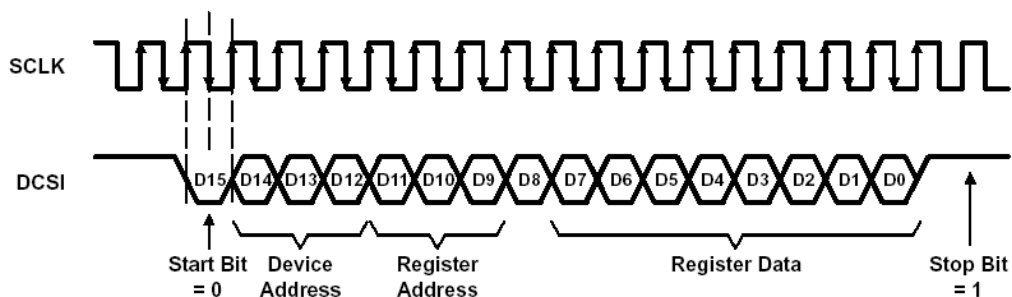 SCLK
DCSI
D15 D14 D13 D12 D11 D10 D9 D8 D7 D6 D5 D4 D3 D2 D1 D0
Start Bit
= 0
Device
Address
Register
Address
Register Data
Stop Bit
= 1